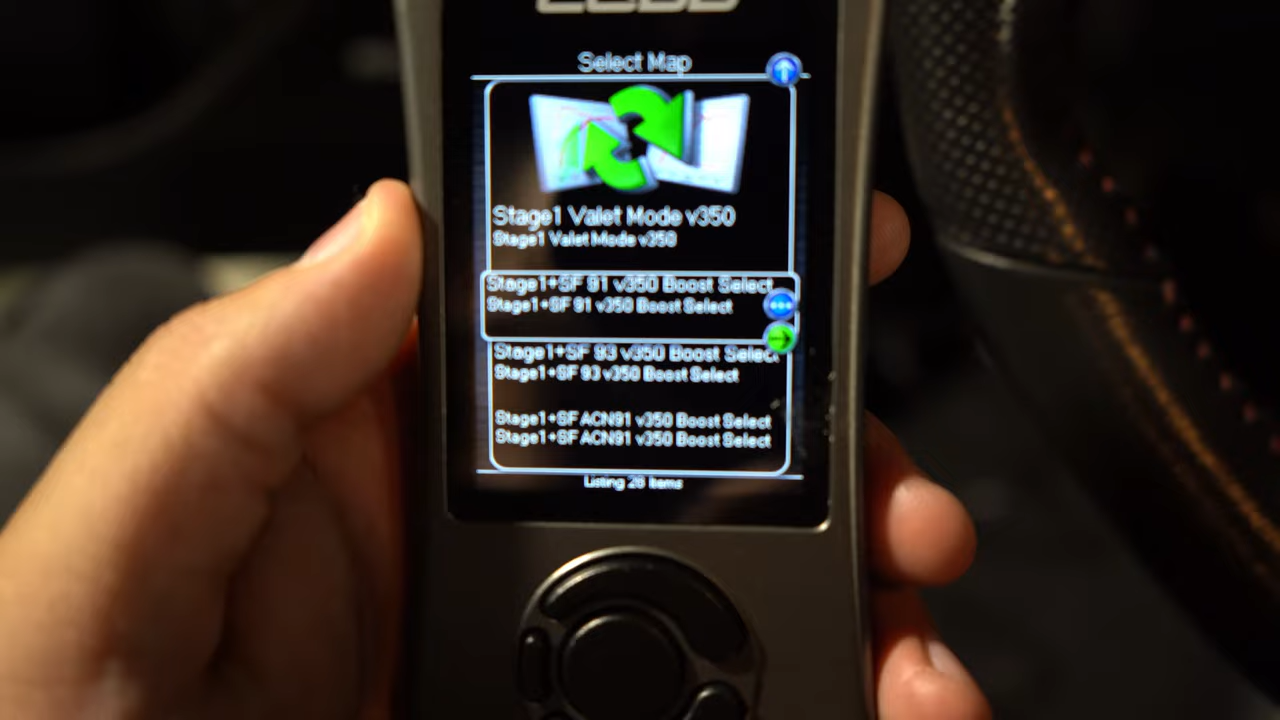 Select Map
Stage1 Valet Mode v350
Stage1 Valet Mode v350
Stage1+SF 91 v350 Boost Select
Stage1+SF 91 v350 Boost Select
Stage1+SF 93 v350 Boost Select
Stage1+SF 93 v350 Boost Select
Stage1+SF ACN91 v350 Boost Select
Stage1+SF ACN91 v350 Boost Select
Listing 26 Items